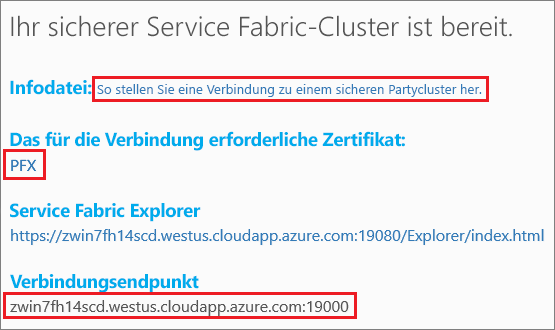 Ihr sicherer Service Fabric-Cluster ist bereit.
Infodatei: So stellen Sie eine Verbindung zu einem sicheren Partycluster her.
Das für die Verbindung erforderliche Zertifikat:
PFX
Service Fabric Explorer
https://zwin7fh14scd.westus.cloudapp.azure.com:19080/Explorer/index.html
Verbindungsendpunkt
zwin7fh14scd.westus.cloudapp.azure.com:19000